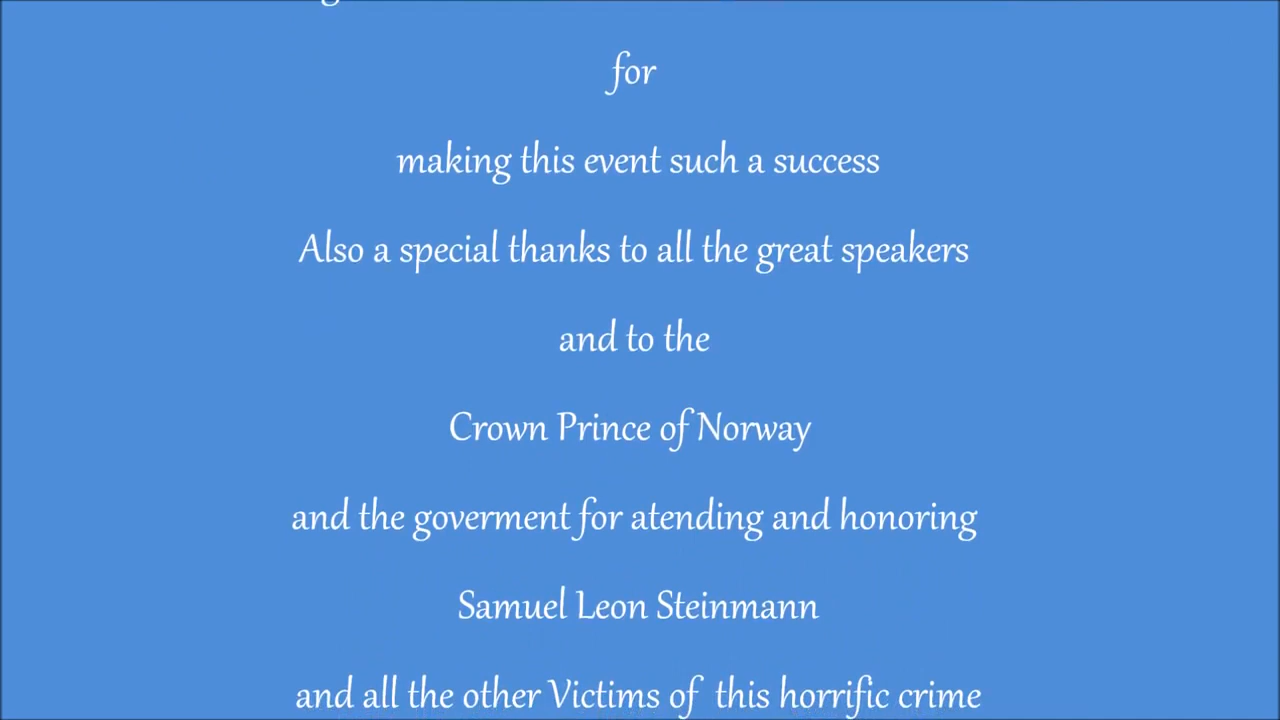 for
making this event such a success
Also a special thanks to all the great speakers
and to the
Crown Prince of Norway
and the goverment for atending and honoring
Samuel Leon Steinmann
and all the other Victims of this horrific crime